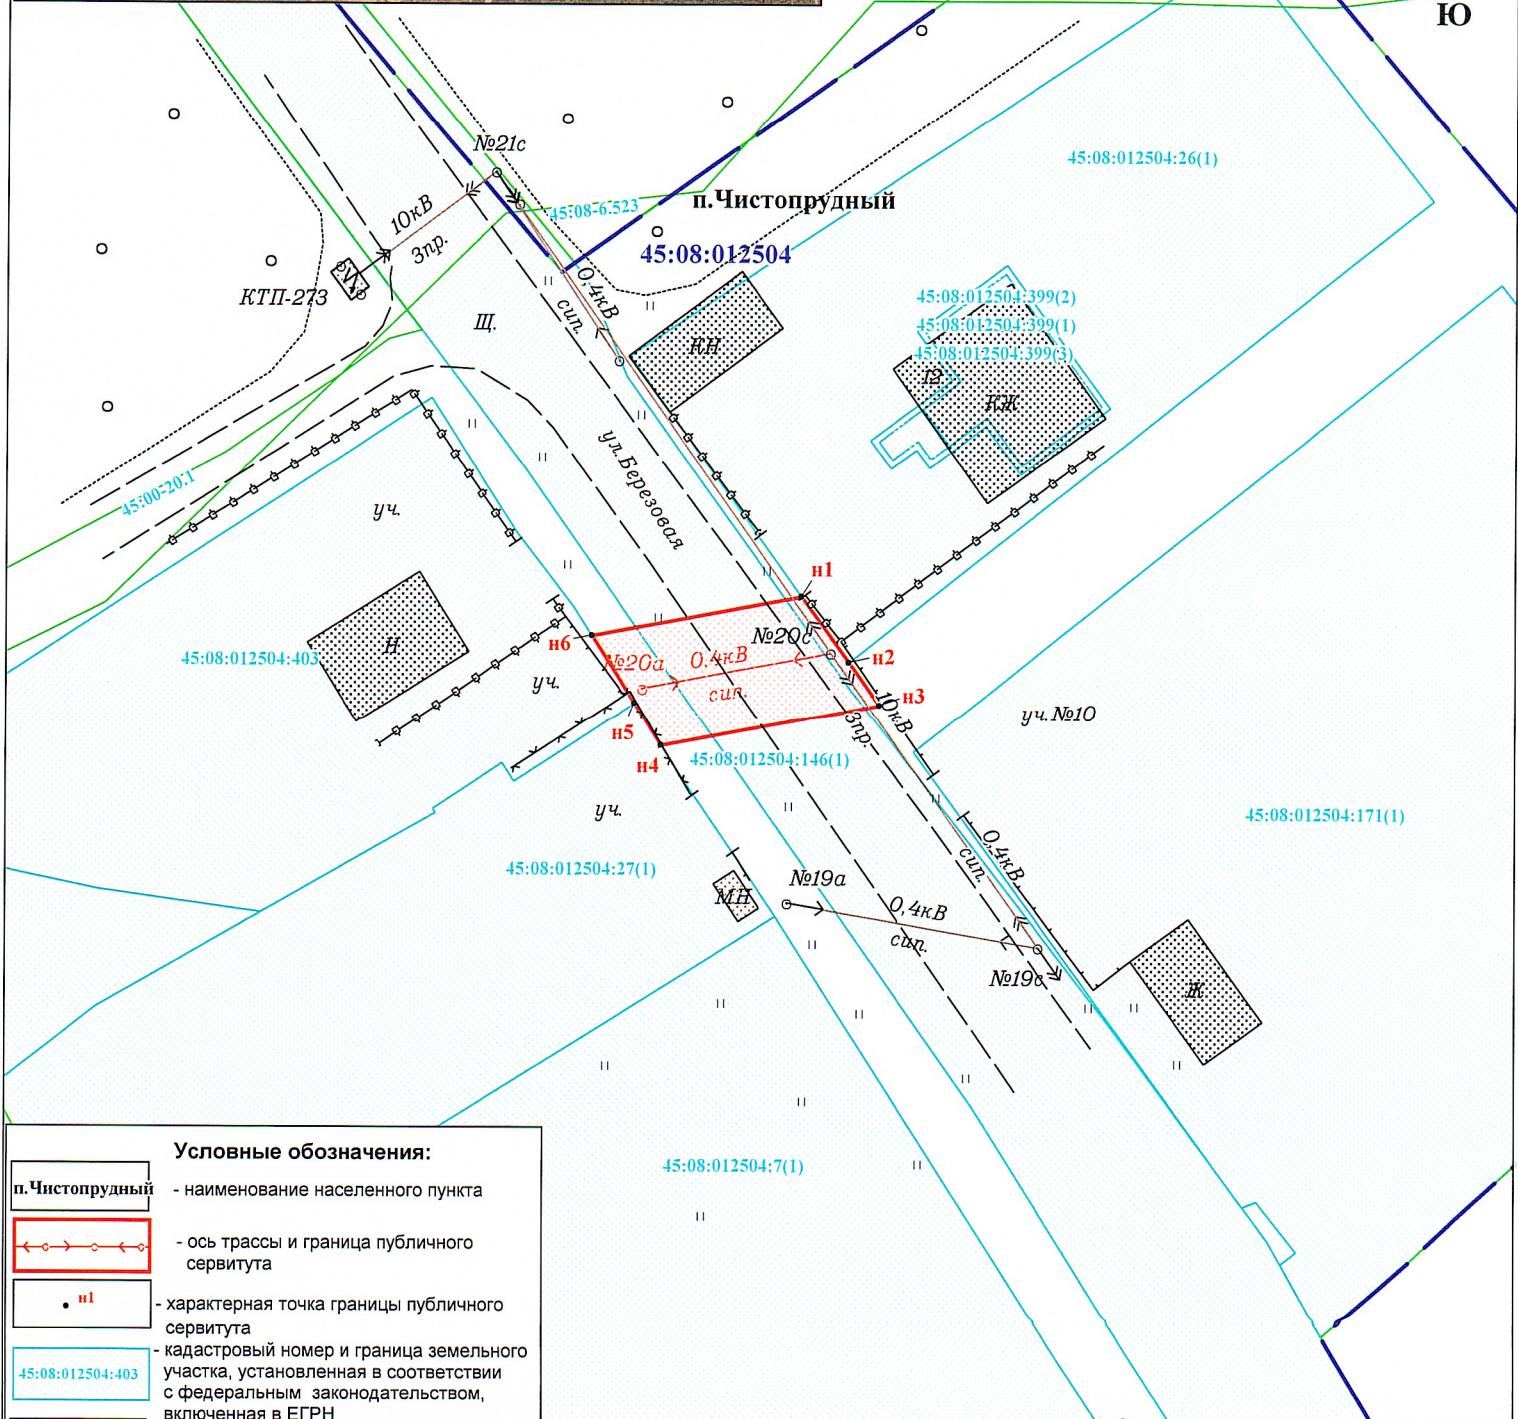 Ю
№21с
45:08:012504:26(1)
п.Чистопрудный
45:08-6.523
10кВ
3пр.
45:08:012504
КТП-273
0,4кВ
сип.
Щ.
45:08:012504:399(2)
45:08:012504:399(1)
45:08:012504:399(3)
КН
12
КЖ
ул.Березовая
45:00-20.1
уч.
н1
н6
№20с
Н
45:08:012504:403
№20а
0,4кВ
сип.
н2
уч.
н3
10кВ
3пр.
уч.№10
н5
н4
45:08:012504:146(1)
уч.
45:08:012504:171(1)
0,4кВ
сип.
45:08:012504:27(1)
№19а
МН
0,4кВ
сип.
№19с
Ж
45:08:012504:7(1)
Условные обозначения:
п.Чистопрудный
- наименование населенного пункта
- ось трассы и граница публичного
сервитута
н1
- характерная точка границы публичного
сервитута
45:08:012504:403
- кадастровый номер и граница земельного
участка, установленная в соответствии
с федеральным законодательством,
включенная в ЕГРН